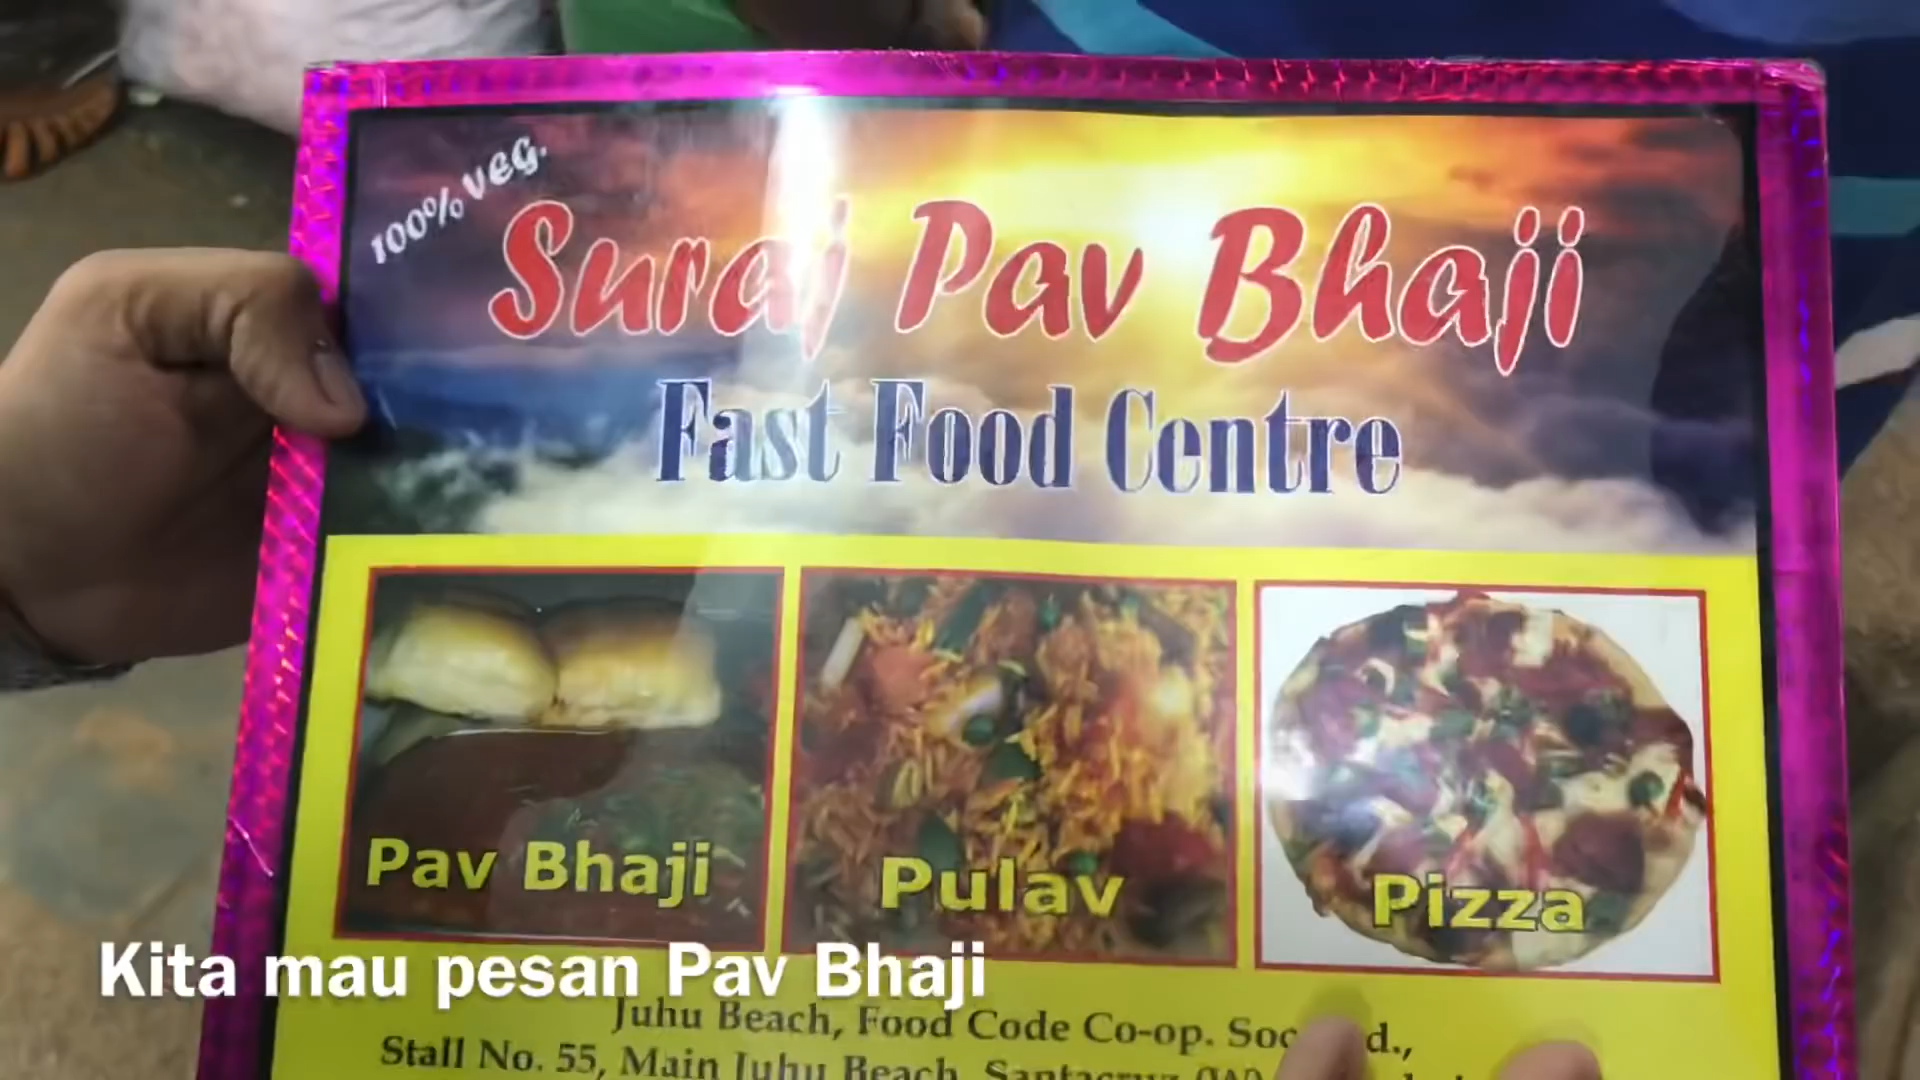 100% VEG.
Suraj Pav Bhaji
Fast Food Centre
Pav Bhaji
Pulav
Pizza
Kita mau pesan Pav Bhaji
Juhu Beach, Food Code Co-op.
Stall No. 55, Main Juhu Beach, Santacruz (W)